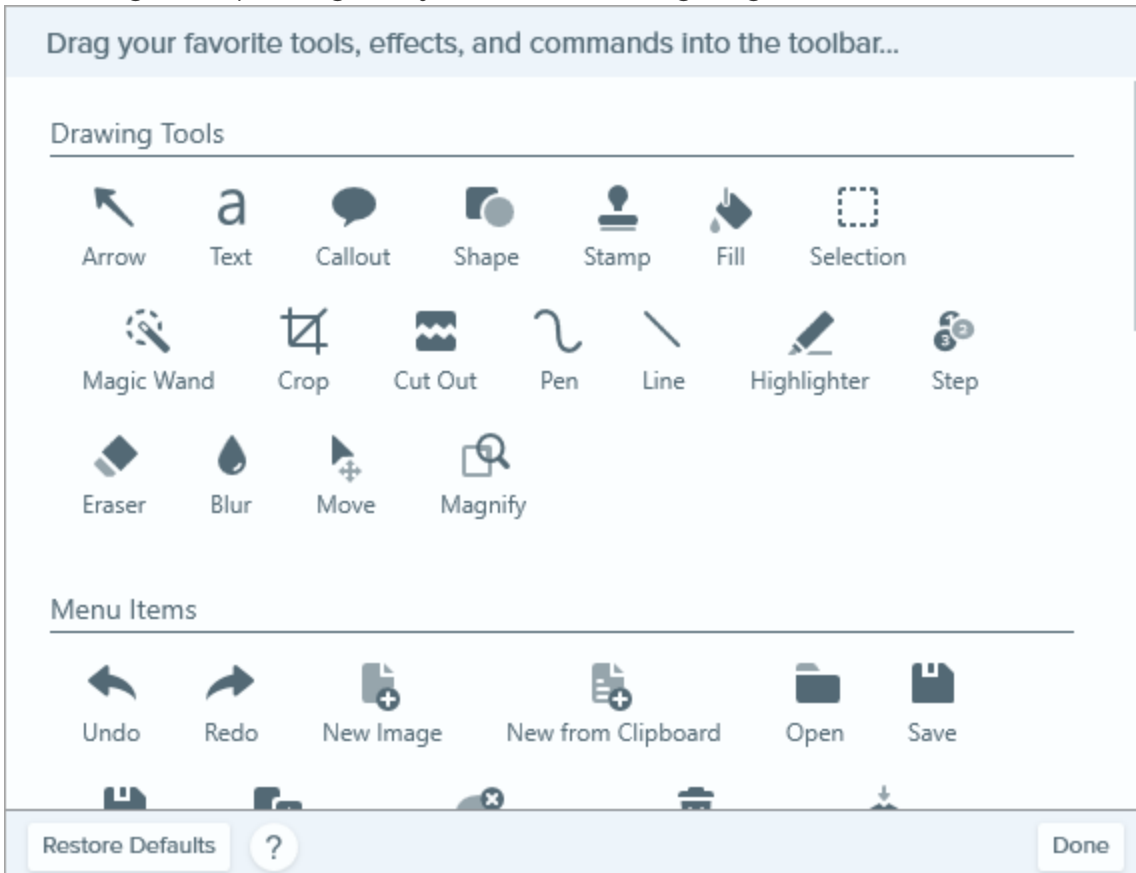 Drag your favorite tools, effects, and commands into the toolbar...
Drawing Tools
Arrow Text Callout Shape Stamp Fill Selection
Magic Wand Crop Cut Out Pen Line Highlighter Step
Eraser Blur Move Magnify
Menu Items
Undo Redo New Image New from Clipboard Open Save
Restore Defaults ? Done